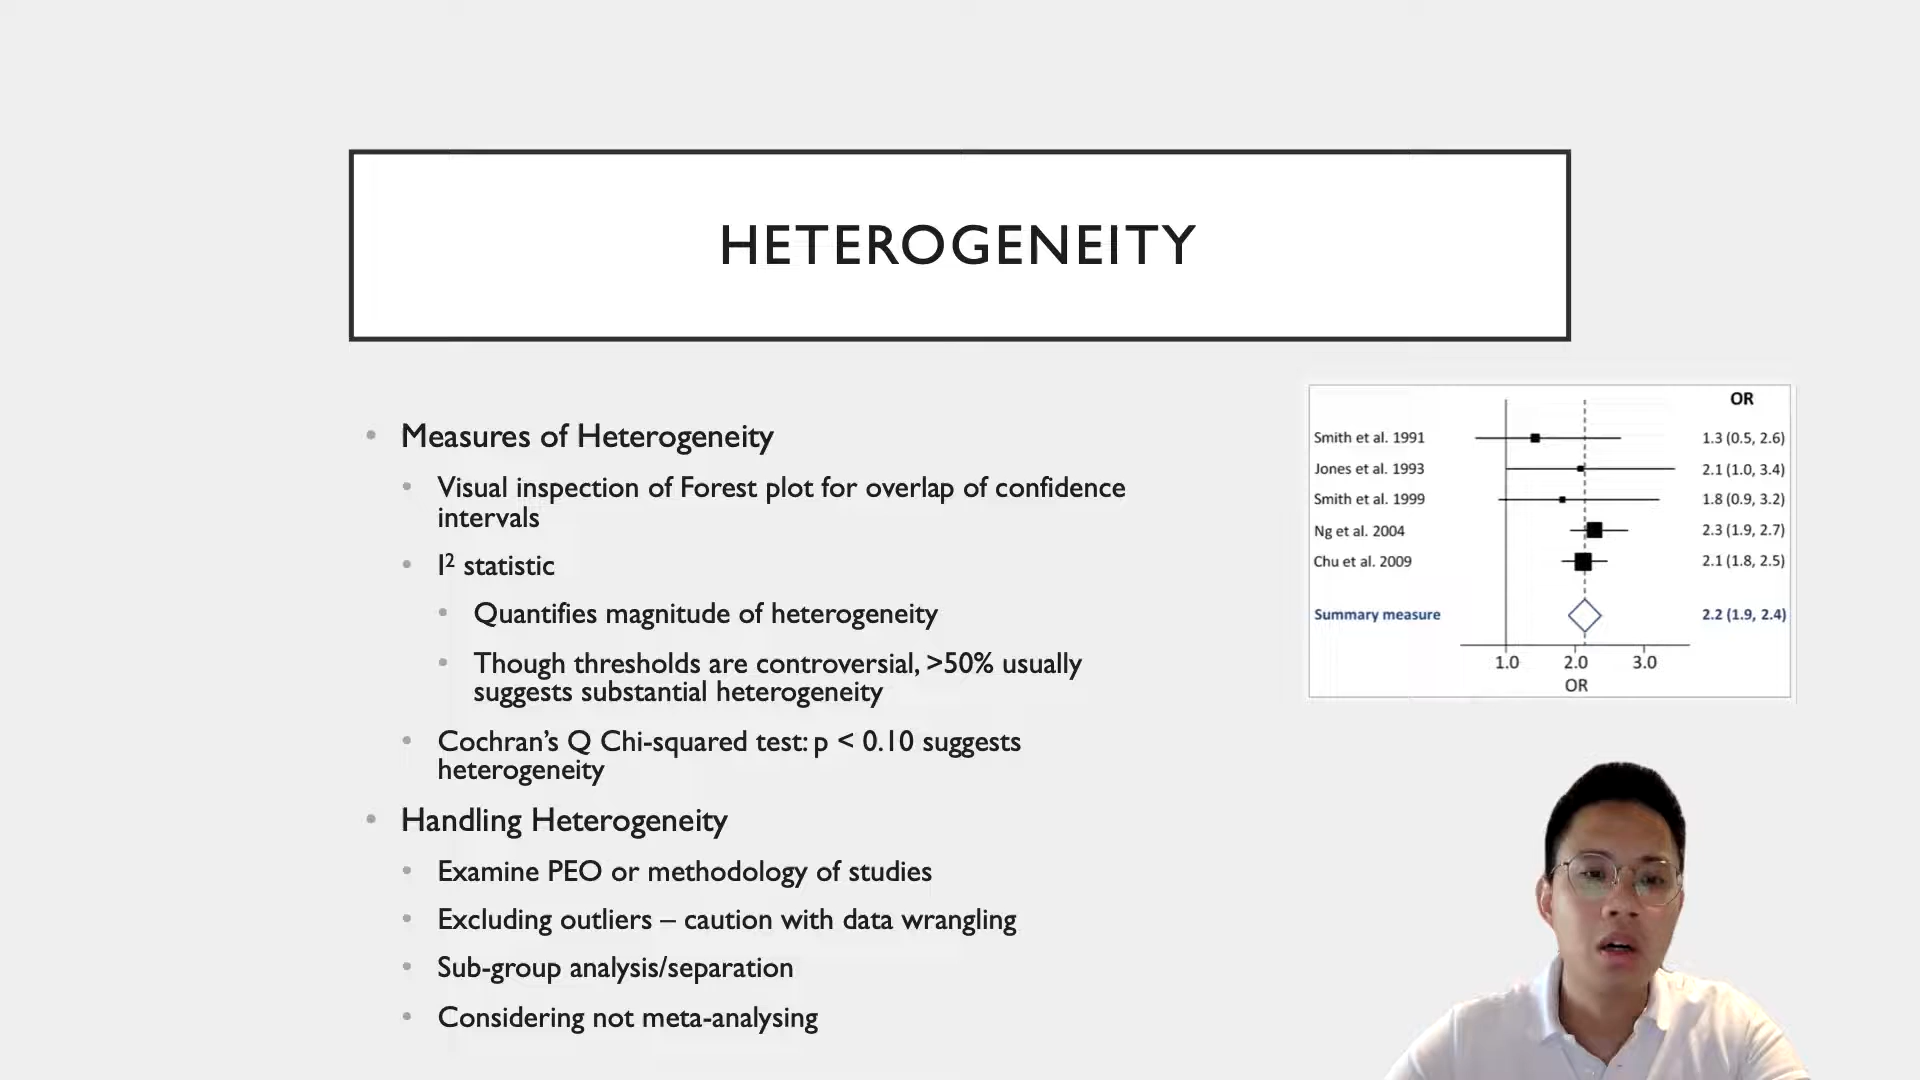 HETEROGENEITY
• Measures of Heterogeneity
• Visual inspection of Forest plot for overlap of confidence
intervals
• I² statistic
• Quantifies magnitude of heterogeneity
• Though thresholds are controversial, >50% usually
suggests substantial heterogeneity
• Cochran’s Q Chi-squared test: p < 0.10 suggests
heterogeneity
• Handling Heterogeneity
• Examine PEO or methodology of studies
• Excluding outliers – caution with data wrangling
• Sub-group analysis/separation
• Considering not meta-analysing
OR
Smith et al. 1991 1.3 (0.5, 2.6)
Jones et al. 1993 2.1 (1.0, 3.4)
Smith et al. 1999 1.8 (0.9, 3.2)
Ng et al. 2004 2.3 (1.9, 2.7)
Chu et al. 2009 2.1 (1.8, 2.5)
Summary measure 2.2 (1.9, 2.4)
1.0 2.0 3.0
OR